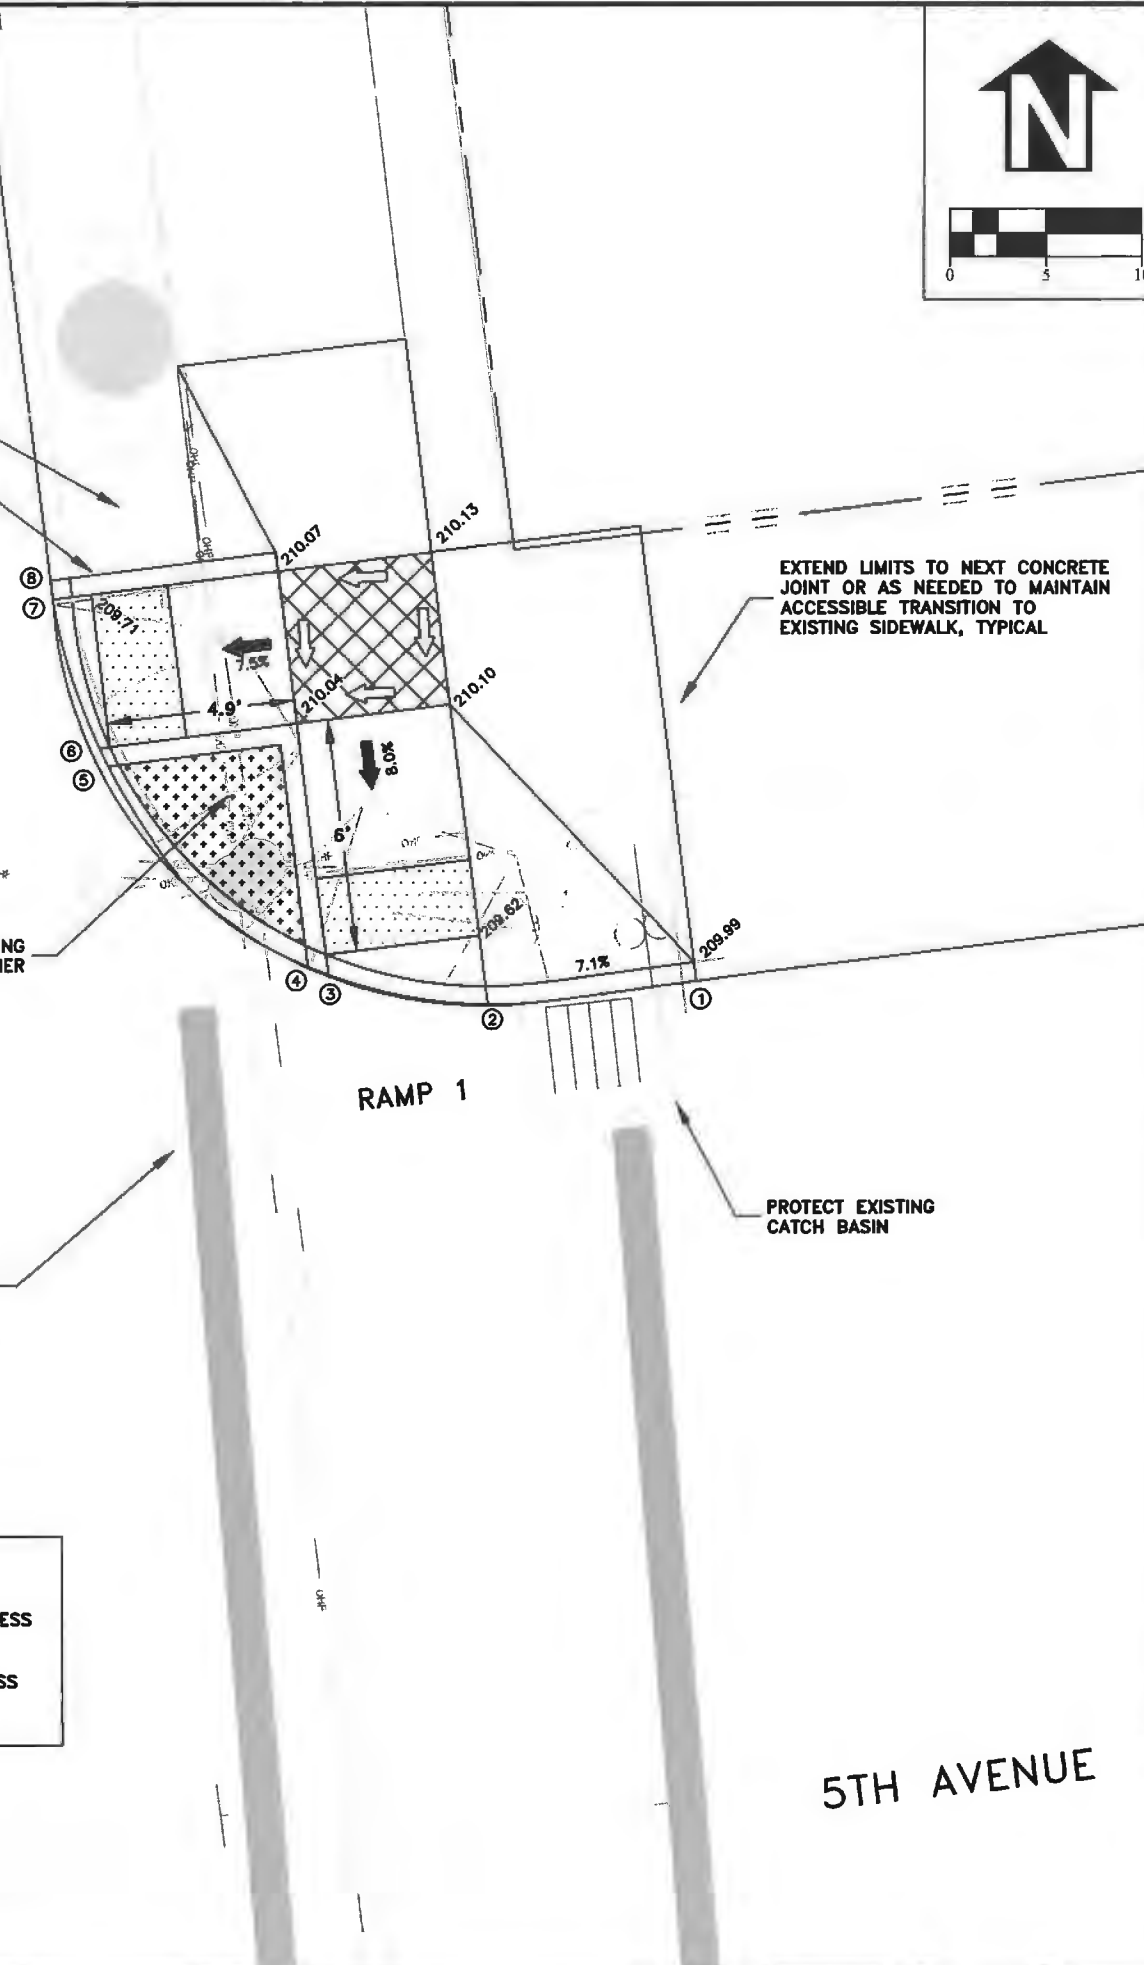 N
0 5 10
210.13
210.07
EXTEND LIMITS TO NEXT CONCRETE
JOINT OR AS NEEDED TO MAINTAIN
ACCESSIBLE TRANSITION TO
EXISTING SIDEWALK, TYPICAL
8
7
209.71
7.5%
4.9'
210.04
210.10
6
5
8.0%
6'
OHF
209.62
209.99
7.1%
NG
IER
4
3
2
1
RAMP 1
PROTECT EXISTING
CATCH BASIN
OHF
ESS
SS
5TH AVENUE